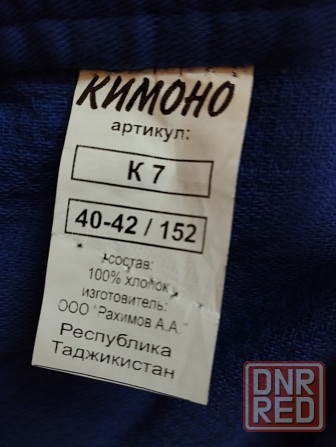 КИМОНО
артикул:
К 7
40-42 / 152
состав:
100% хлопок
изготовитель:
ООО "Рахимов А.А."
Республика
Таджикистан
DNR
RED